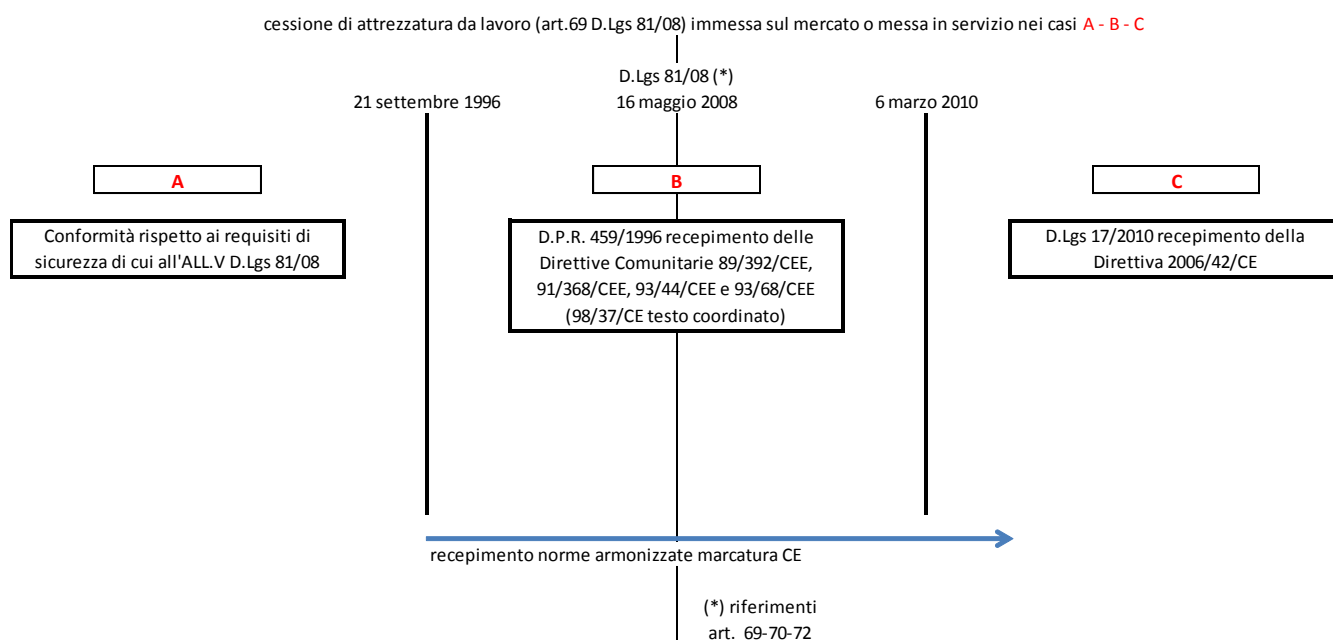 cessione di attrezzatura da lavoro (art.69 D.Lgs 81/08) immessa sul mercato o messa in servizio nei casi A - B - C
D.Lgs 81/08 (*)
21 settembre 1996
16 maggio 2008
6 marzo 2010
A
B
C
Conformità rispetto ai requisiti di
sicurezza di cui all'ALL.V D.Lgs 81/08
D.P.R. 459/1996 recepimento delle
Direttive Comunitarie 89/392/CEE,
91/368/CEE, 93/44/CEE e 93/68/CEE
(98/37/CE testo coordinato)
D.Lgs 17/2010 recepimento della
Direttiva 2006/42/CE
recepimento norme armonizzate marcatura CE
(*) riferimenti
art. 69-70-72